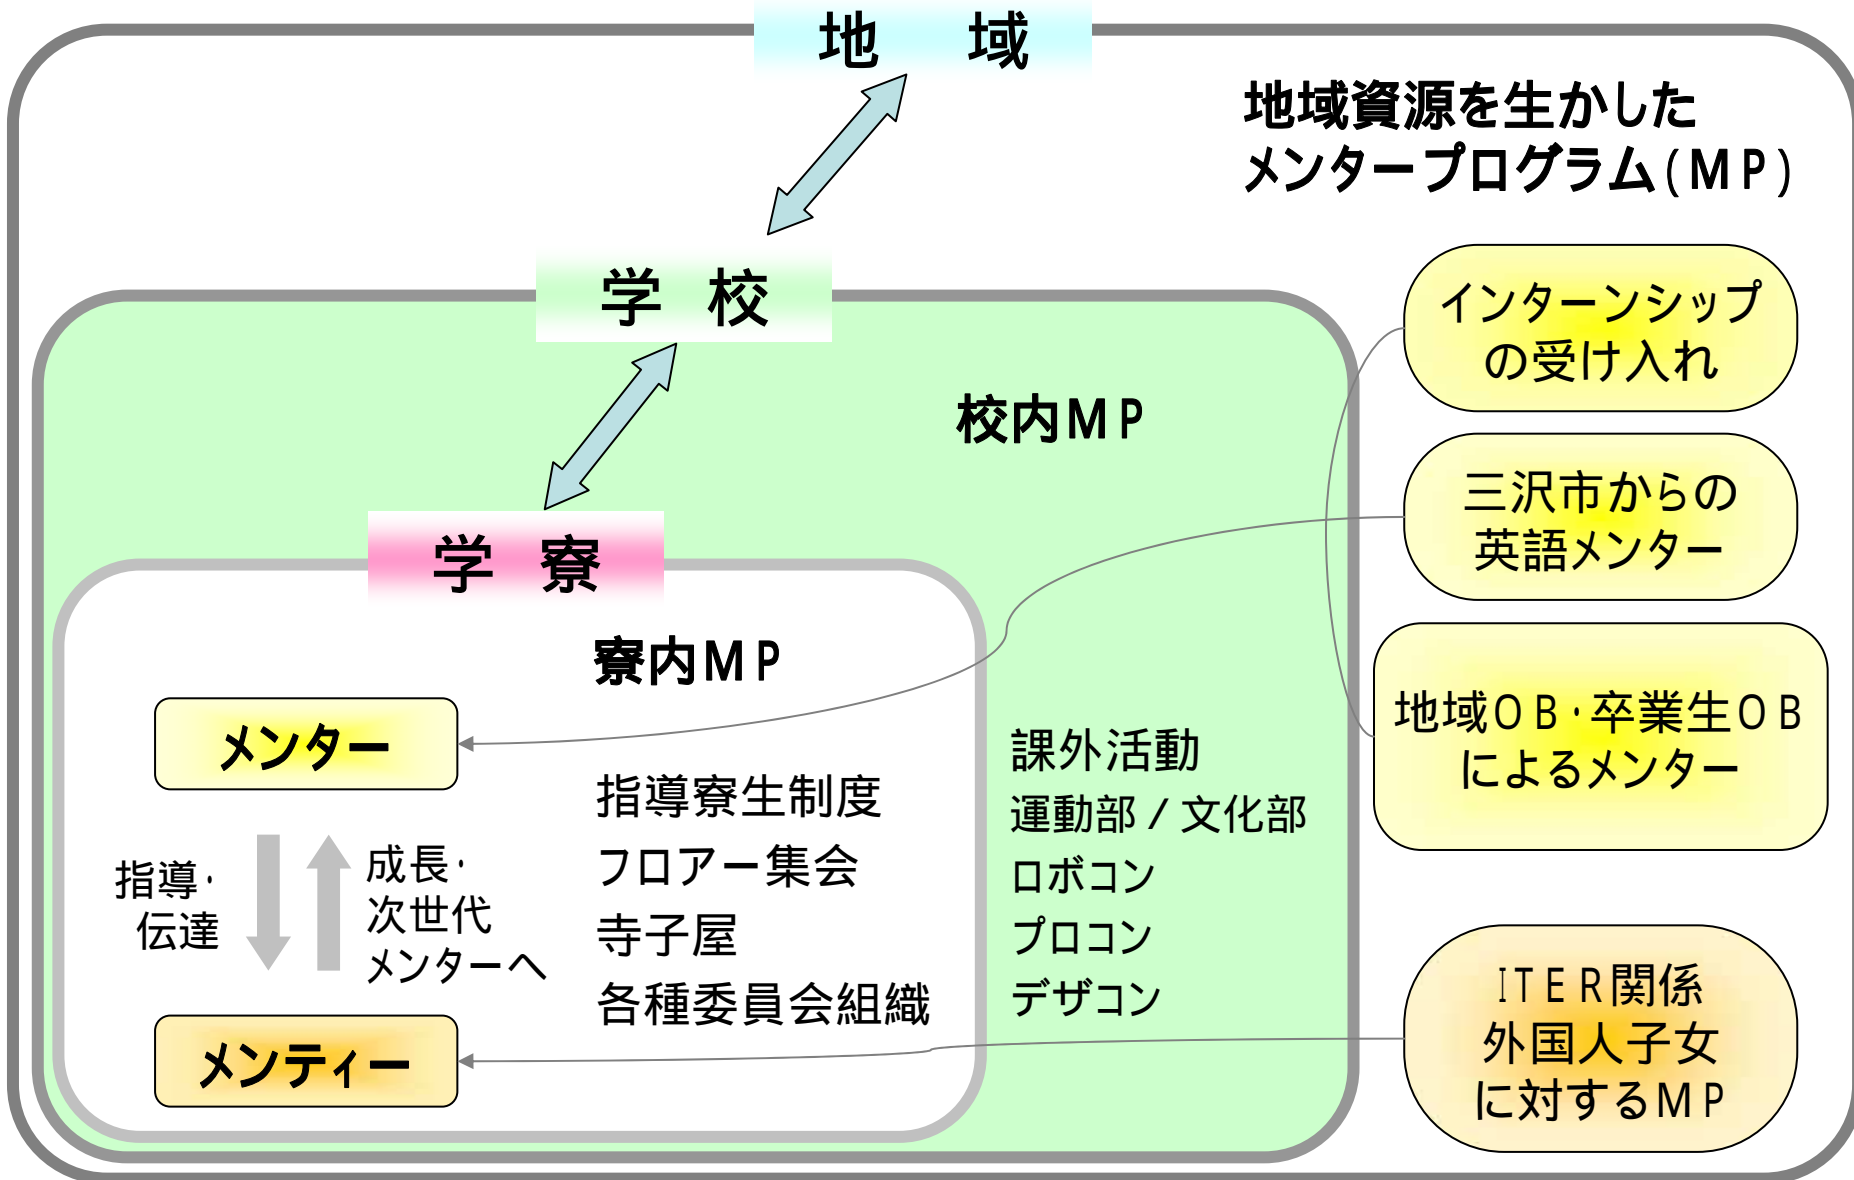 地　域
地域資源を生かした
メンタープログラム(MP)
学 校
校内MP
学 寮
寮内MP
メンター
指導・
伝達
成長・
次世代
メンターへ
メンティー
指導寮生制度
フロアー集会
寺子屋
各種委員会組織
課外活動
運動部/文化部
ロボコン
プロコン
デザコン
インターンシップ
の受け入れ
三沢市からの
英語メンター
地域OB・卒業生OB
によるメンター
ITER関係
外国人子女
に対するMP